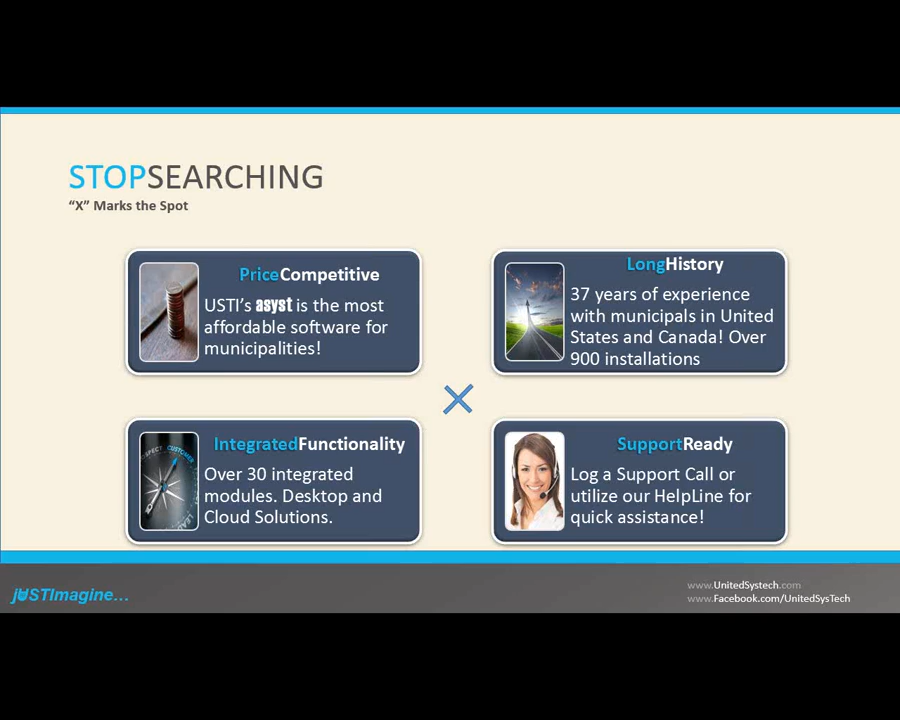 STOPSEARCHING
“X” Marks the Spot
PriceCompetitive
USTI’s asyst is the most
affordable software for
municipalities!
LongHistory
37 years of experience
with municipals in United
States and Canada! Over
900 installations
IntegratedFunctionality
Over 30 integrated
modules. Desktop and
Cloud Solutions.
SupportReady
Log a Support Call or
utilize our HelpLine for
quick assistance!
jUSTImagine…
www.UnitedSystech.com
www.Facebook.com/UnitedSysTech